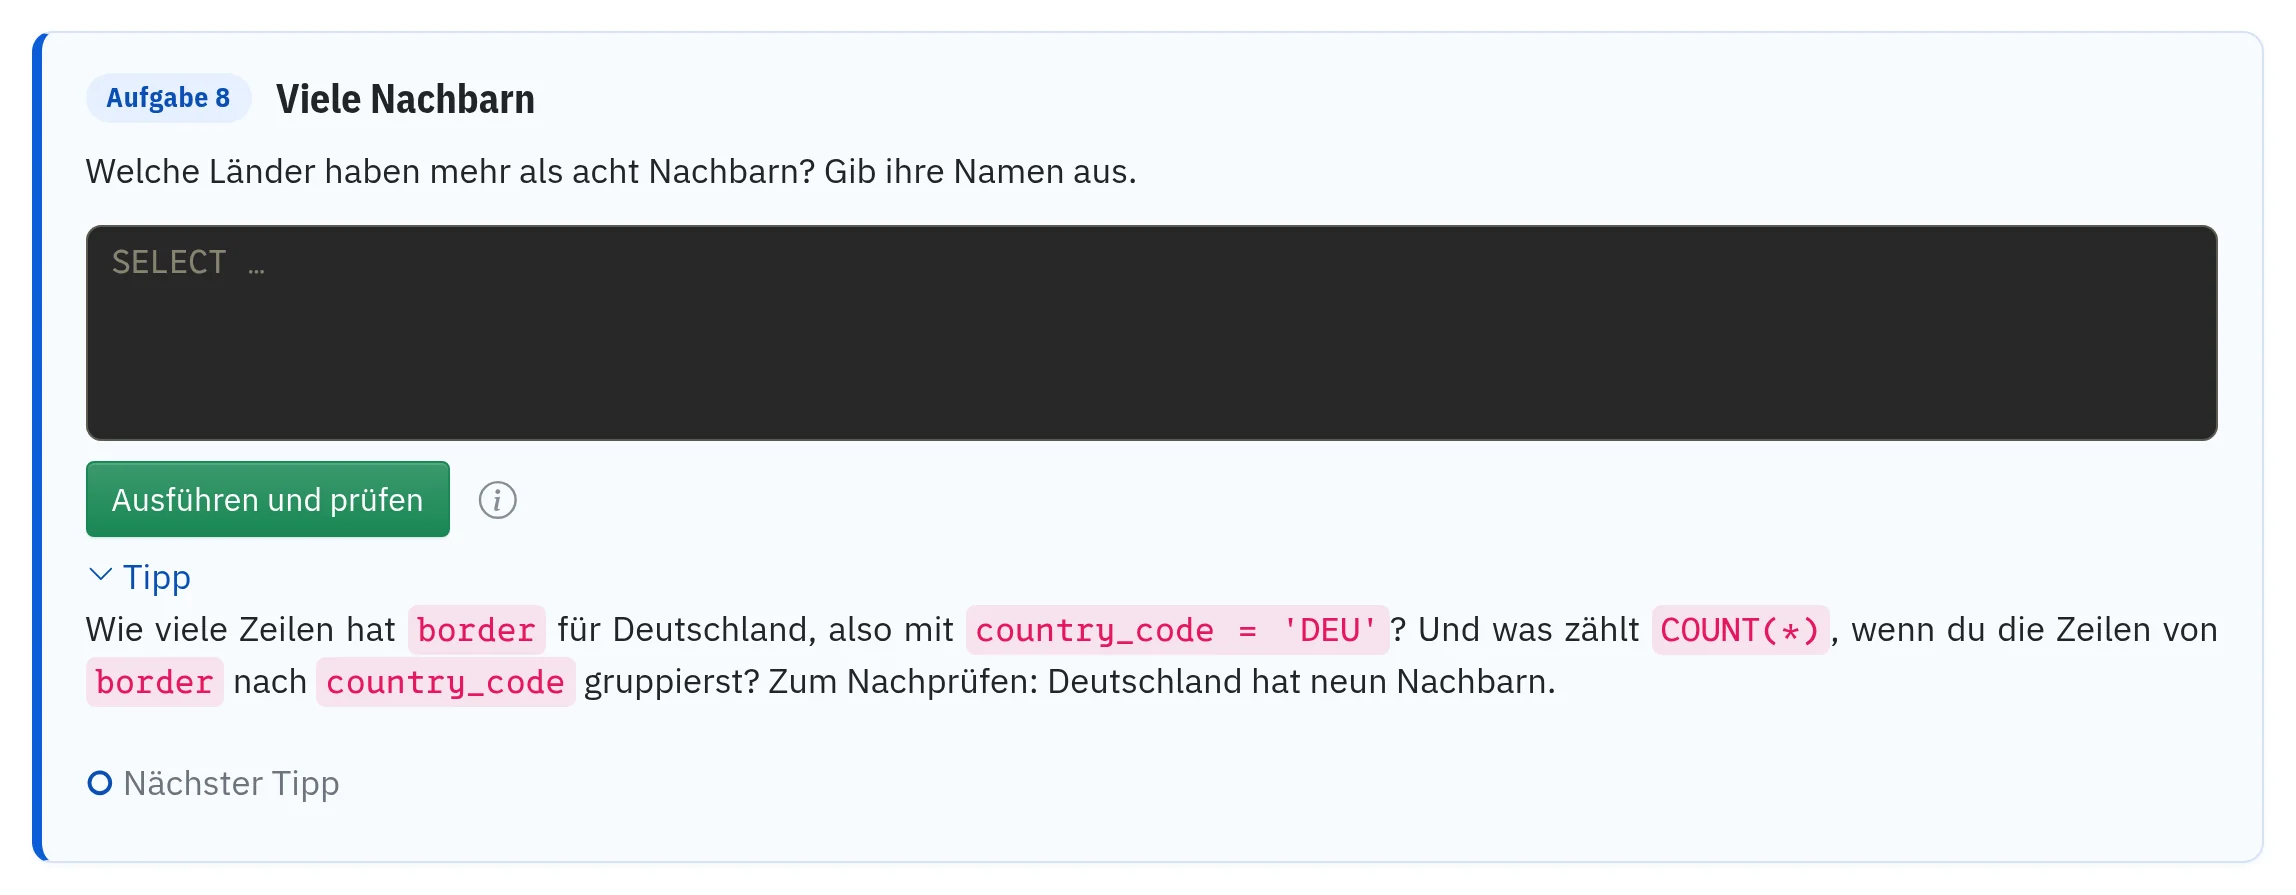 Aufgabe 8 Viele Nachbarn
Welche Länder haben mehr als acht Nachbarn? Gib ihre Namen aus.
SELECT …
Ausführen und prüfen i
Tipp
Wie viele Zeilen hat border für Deutschland, also mit country_code = 'DEU'? Und was zählt COUNT(*), wenn du die Zeilen von
border nach country_code gruppierst? Zum Nachprüfen: Deutschland hat neun Nachbarn.
Nächster Tipp